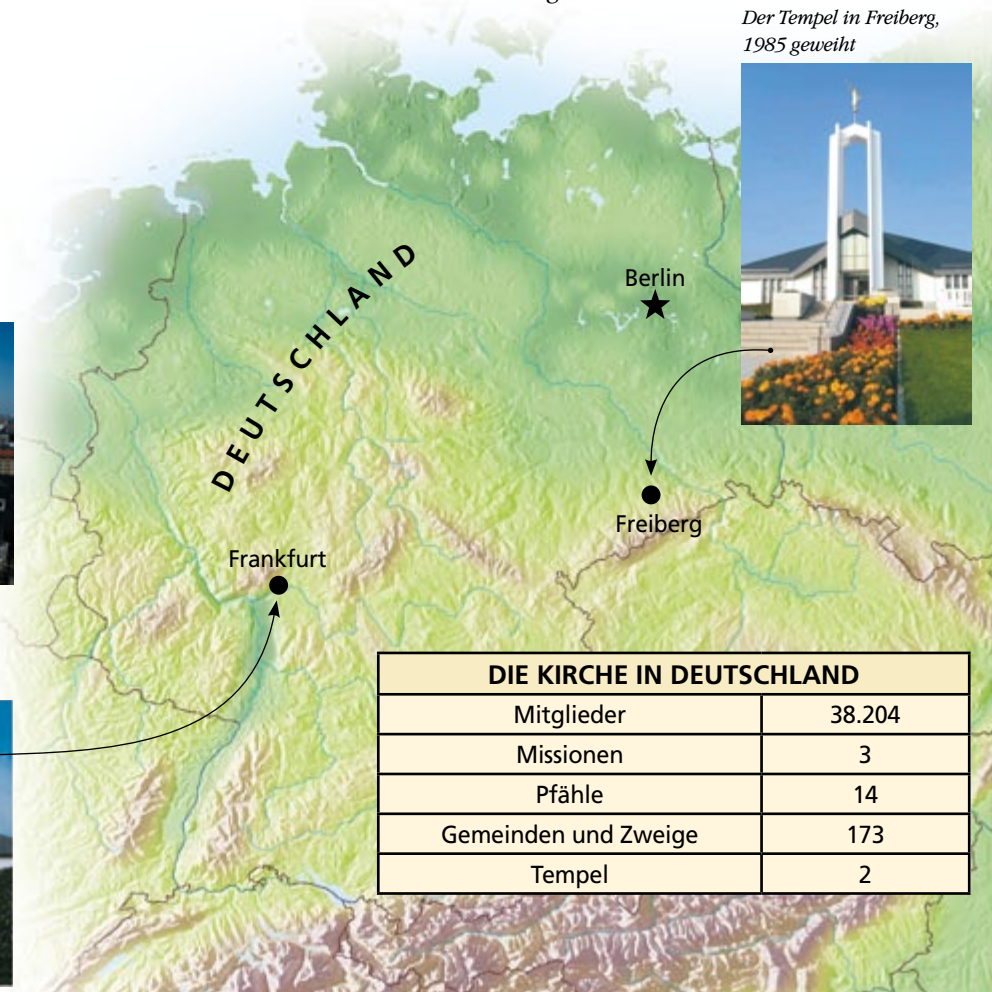 Der Tempel in Freiberg,
1985 geweiht
Berlin
DEUTSCHLAND
Freiberg
Frankfurt
DIE KIRCHE IN DEUTSCHLAND
Mitglieder 38.204
Missionen 3
Pfähle 14
Gemeinden und Zweige 173
Tempel 2